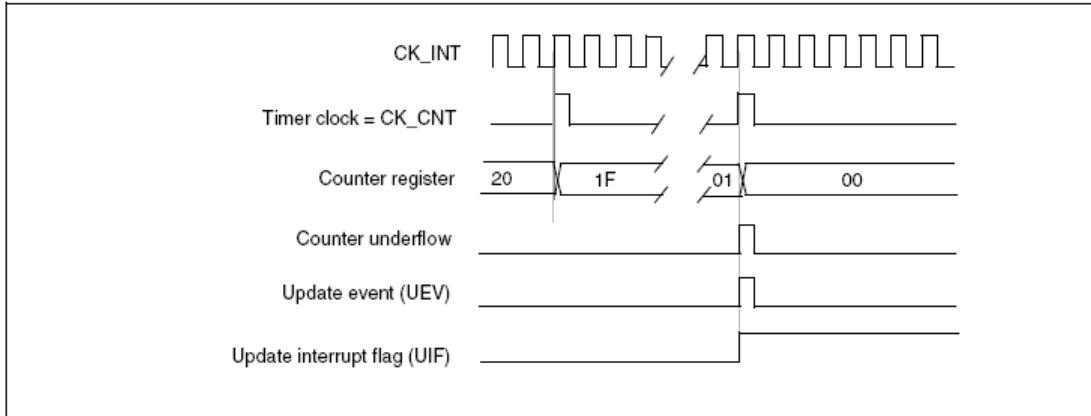 CK_INT
Timer clock = CK_CNT
Counter register 20 1F 01 00
Counter underflow
Update event (UEV)
Update interrupt flag (UIF)